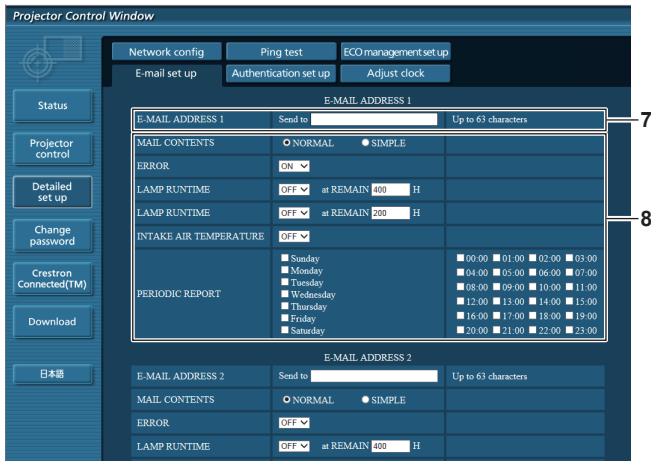 Projector Control Window
Network config Ping test ECO management set up
E-mail set up Authentication set up Adjust clock
Status
Projector control
Detailed set up
Change password
Crestron Connected(TM)
Download
日本語
E-MAIL ADDRESS 1
E-MAIL ADDRESS 1 Send to Up to 63 characters
7
MAIL CONTENTS NORMAL SIMPLE
ERROR ON
LAMP RUNTIME OFF at REMAIN 400 H
LAMP RUNTIME OFF at REMAIN 200 H
8
INTAKE AIR TEMPERATURE OFF
PERIODIC REPORT
Sunday 00:00 01:00 02:00 03:00
Monday 04:00 05:00 06:00 07:00
Tuesday 08:00 09:00 10:00 11:00
Wednesday 12:00 13:00 14:00 15:00
Thursday 16:00 17:00 18:00 19:00
Friday 20:00 21:00 22:00 23:00
Saturday
E-MAIL ADDRESS 2
E-MAIL ADDRESS 2 Send to Up to 63 characters
MAIL CONTENTS NORMAL SIMPLE
ERROR OFF
LAMP RUNTIME OFF at REMAIN 400 H